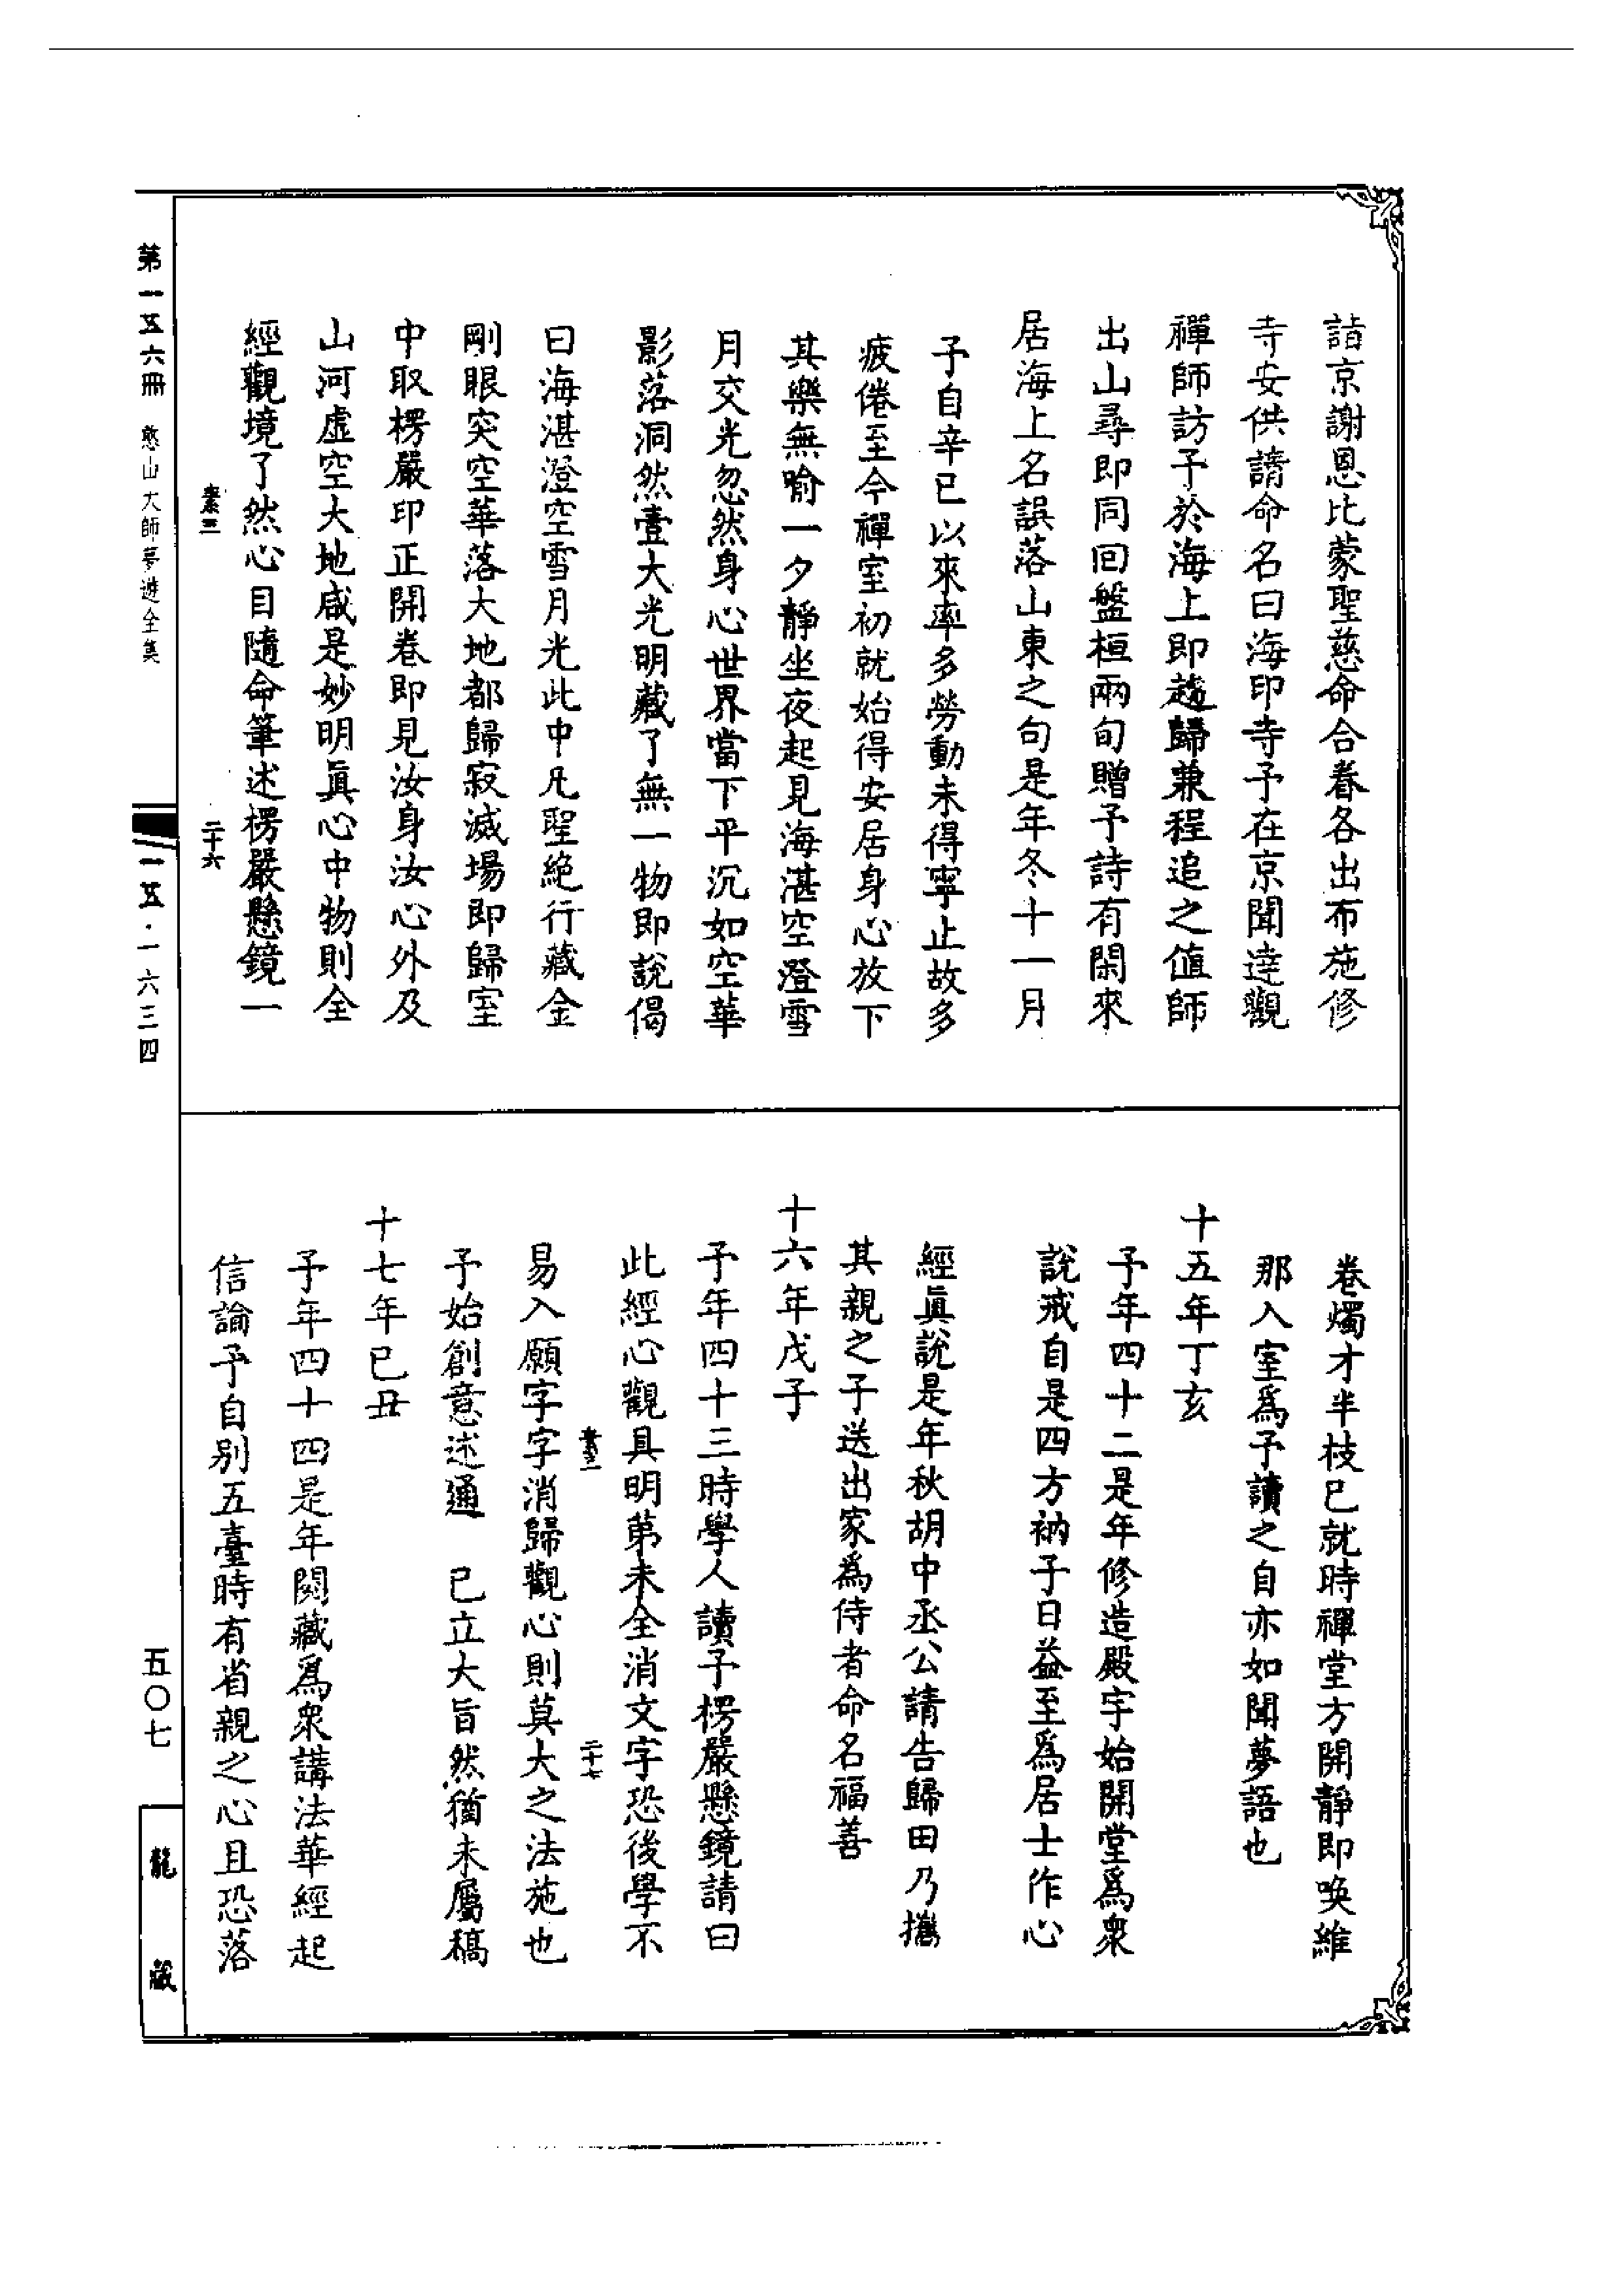 詣京謝恩比蒙聖慈命合眷各出布施修
寺安供請命名曰海印寺予在京聞達觀
禪師訪予於海上即趨歸兼程追之值師
出山尋即同回盤桓兩旬贈予詩有閑來
居海上名誤落山東之句是年冬十一月
予自辛巳以來率多勞動未得寧止故多
疲倦至今禪室初就始得安居身心放下
其樂無喻一夕靜坐夜起見海湛空澄雪
月交光忽然身心世界當下平沉如空華
影落洞然壹大光明藏了無一物即說偈
曰海湛澄空雪月光此中凡聖絶行藏金
剛眼突空華落大地都歸寂滅場即歸室
中取楞嚴印正開卷即見汝身汝心外及
山河虛空大地咸是妙明眞心中物則全
經觀境了然心目隨命筆述楞嚴懸鏡一
素三
二十六
卷燭才半枝已就時禪堂方開靜即喚維
那入室爲予讀之自亦如聞夢語也
十五年丁亥
予年四十二是年修造殿宇始開堂爲衆
說戒自是四方衲子日益至爲居士作心
經眞說是年秋胡中丞公請告歸田乃攜
其親之子送出家爲侍者命名福善
十六年戊子
予年四十三時學人讀予楞嚴懸鏡請曰
此經心觀具明第未全消文字恐後學不
素三
二十七
易入願字字消歸觀心則莫大之法施也
予始創意述通　已立大旨然猶未屬稿
十七年已丑
予年四十四是年閱藏爲衆講法華經起
信論予自别五臺時有省親之心且恐落
第一五六冊
憨山大師夢遊全集
一五·一六三四
五〇七
龍藏